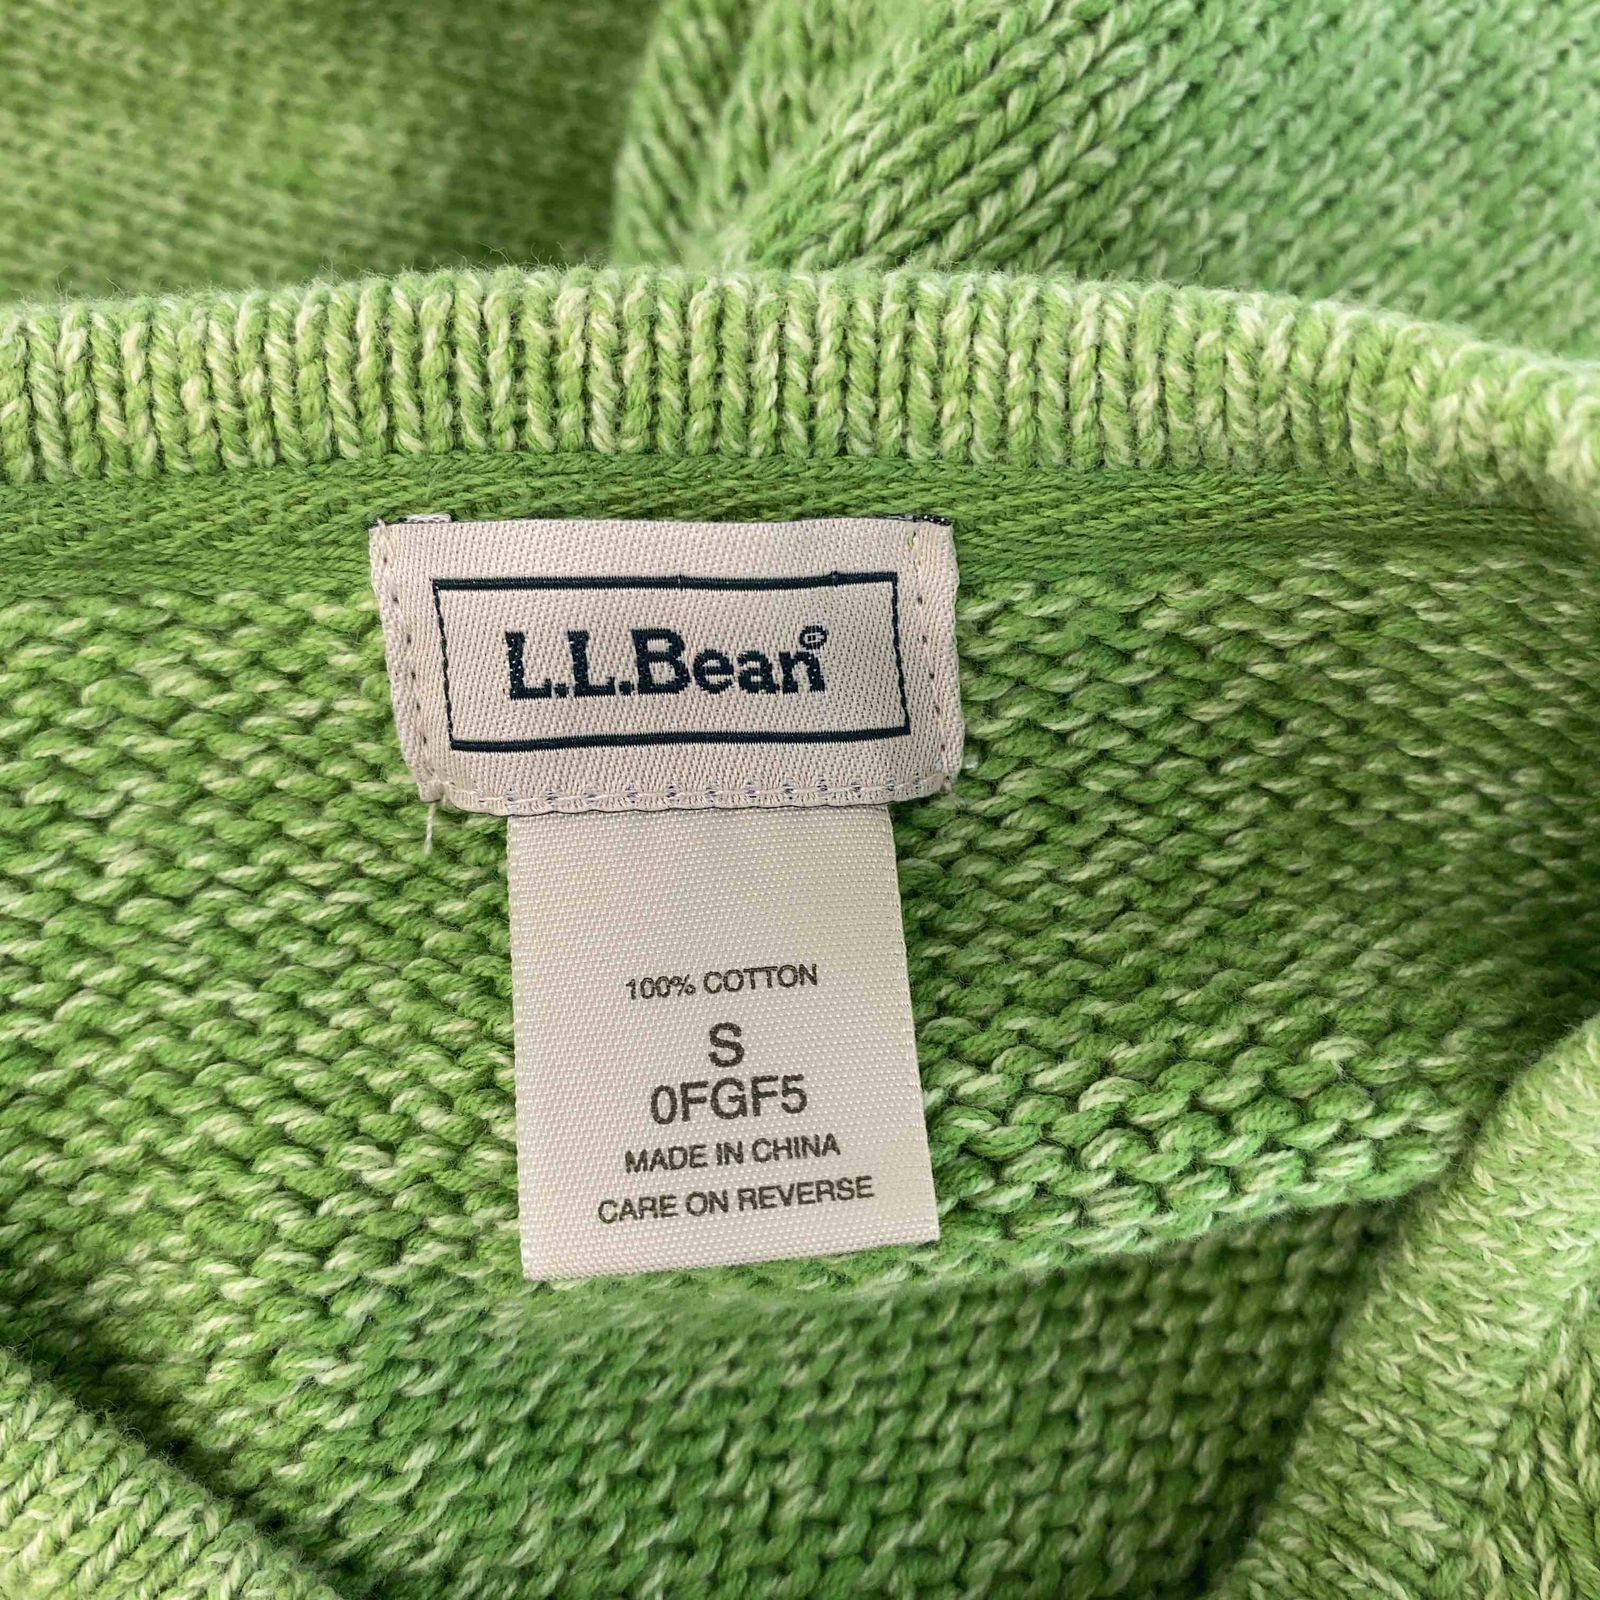 L.L.Bean®
100% COTTON
S
0FGF5
MADE IN CHINA
CARE ON REVERSE